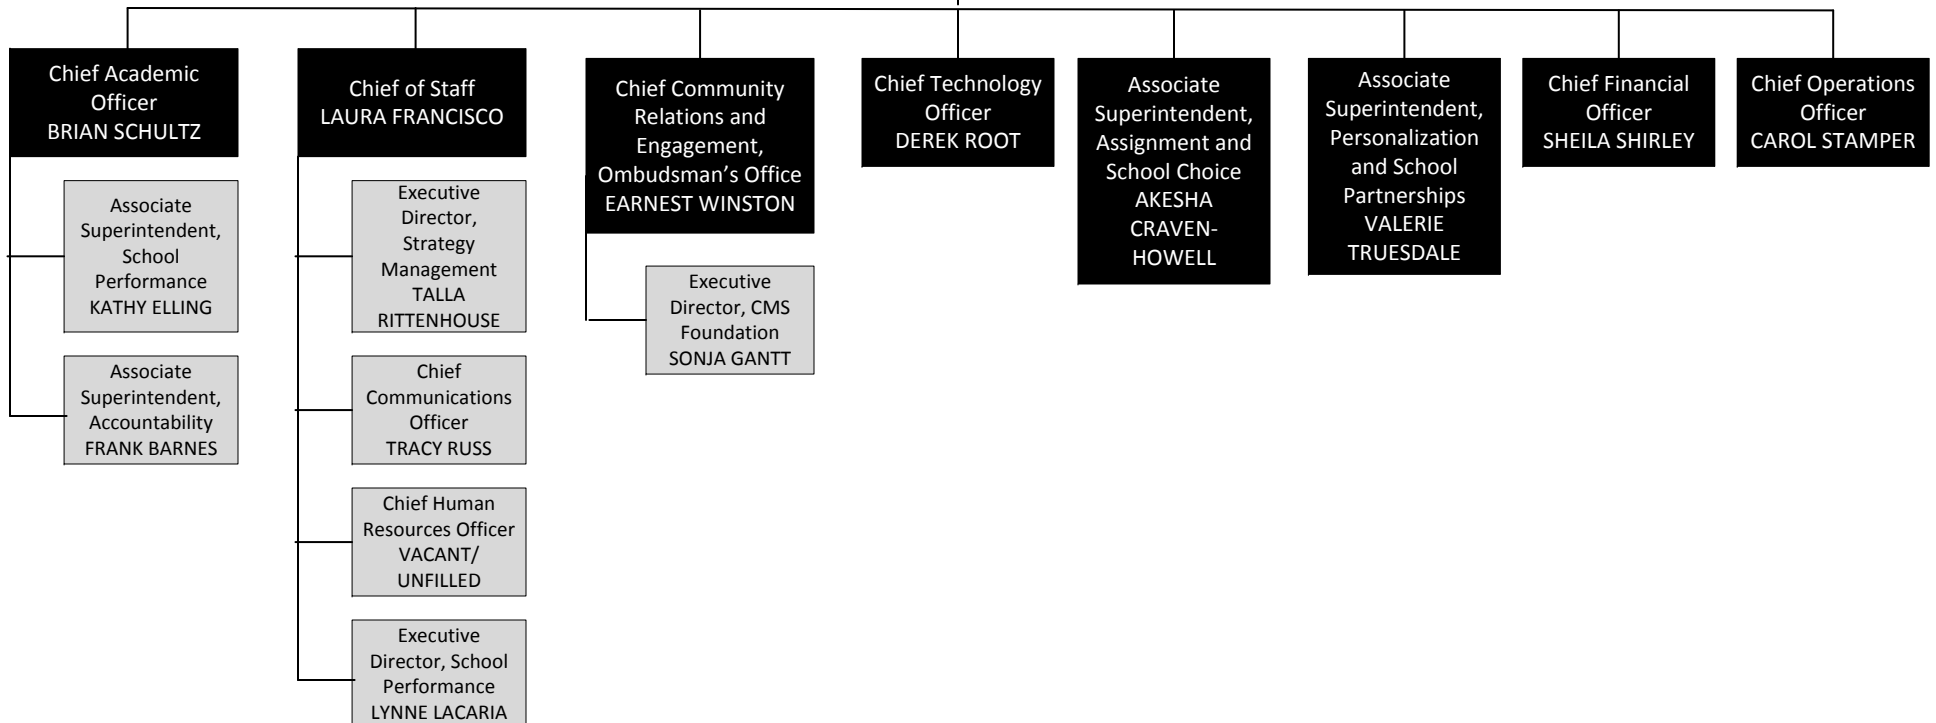 Chief Academic
Officer
BRIAN SCHULTZ
Associate
Superintendent,
School
Performance
KATHY ELLING
Associate
Superintendent,
Accountability
FRANK BARNES
Chief of Staff
LAURA FRANCISCO
Executive
Director,
Strategy
Management
TALLA
RITTENHOUSE
Chief
Communications
Officer
TRACY RUSS
Chief Human
Resources Officer
VACANT/
UNFILLED
Executive
Director, School
Performance
LYNNE LACARIA
Chief Community
Relations and
Engagement,
Ombudsman’s Office
EARNEST WINSTON
Executive
Director, CMS
Foundation
SONJA GANTT
Chief Technology
Officer
DEREK ROOT
Associate
Superintendent,
Assignment and
School Choice
AKESHA
CRAVEN-
HOWELL
Associate
Superintendent,
Personalization
and School
Partnerships
VALERIE
TRUESDALE
Chief Financial
Officer
SHEILA SHIRLEY
Chief Operations
Officer
CAROL STAMPER